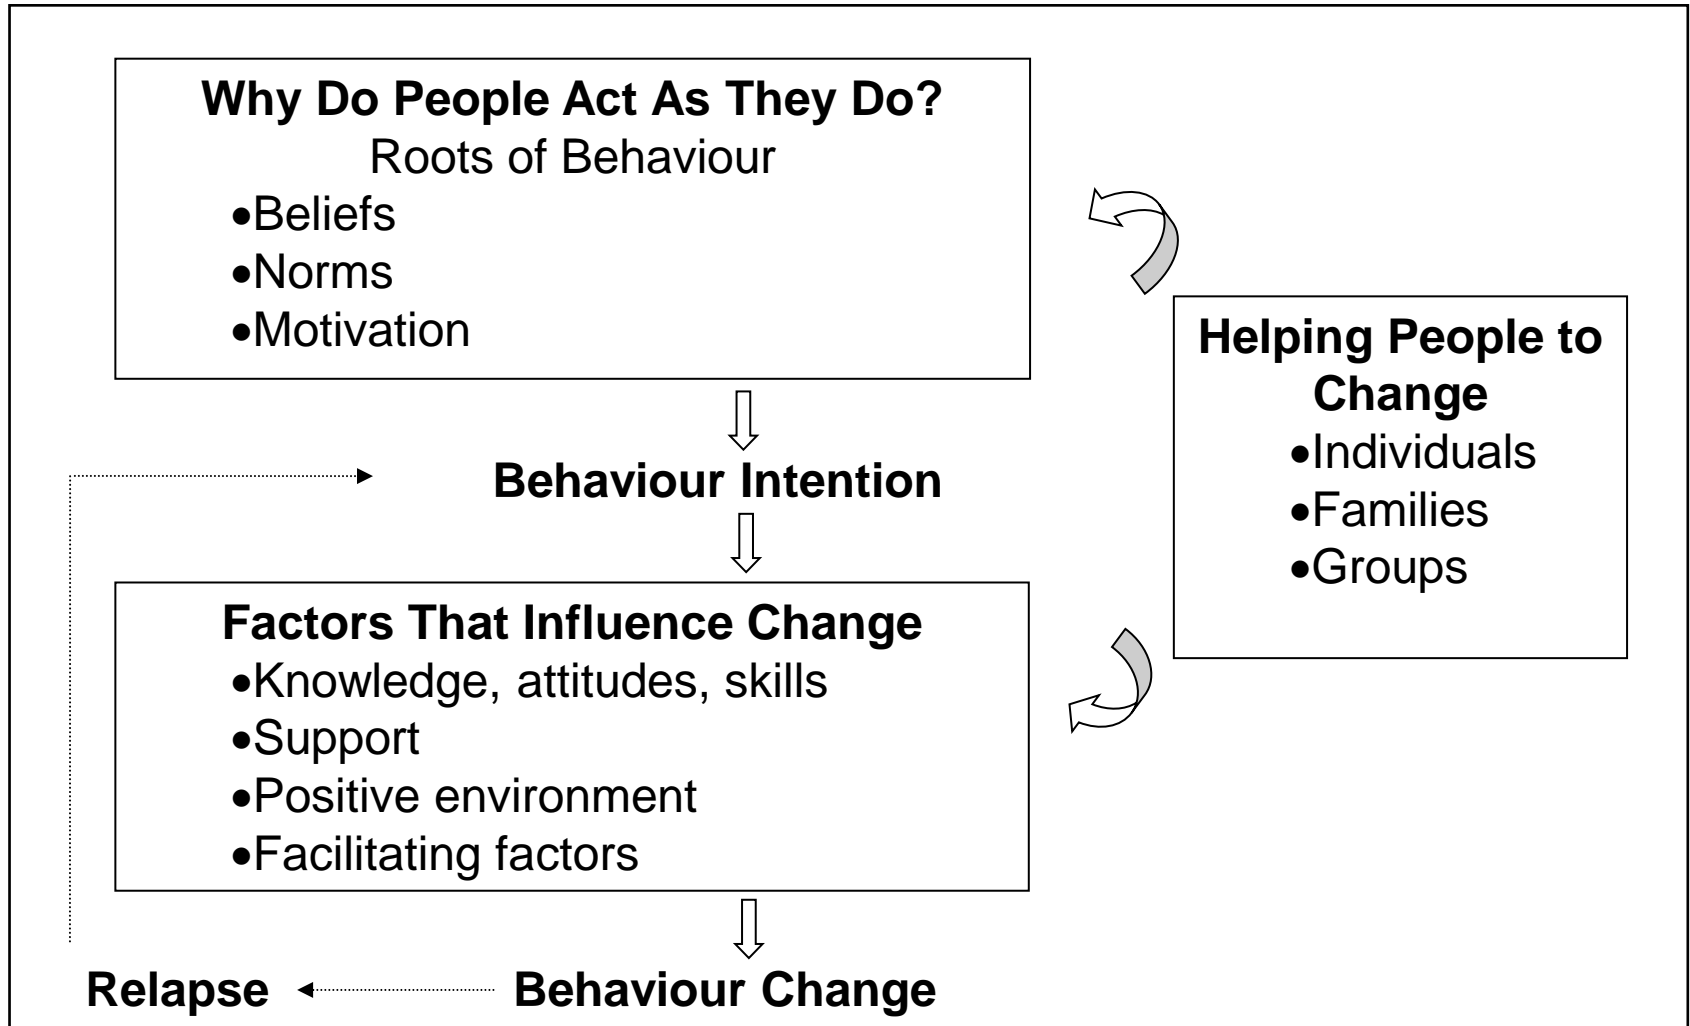 Why Do People Act As They Do?
Roots of Behaviour
•Beliefs
•Norms
•Motivation
Helping People to
Change
•Individuals
•Families
•Groups
Behaviour Intention
Factors That Influence Change
•Knowledge, attitudes, skills
•Support
•Positive environment
•Facilitating factors
Relapse
Behaviour Change